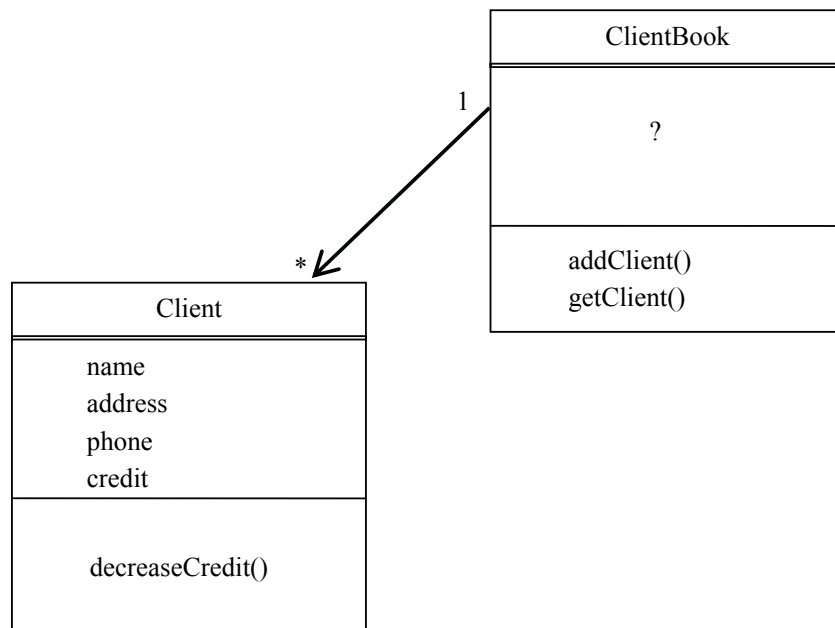 ClientBook
1
?
*
addClient()
getClient()
Client
name
address
phone
credit
decreaseCredit()